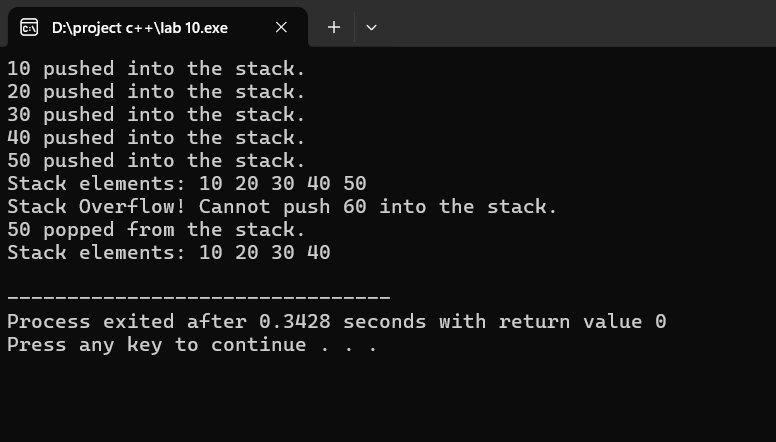 D:\project c++\lab 10.exe
10 pushed into the stack.
20 pushed into the stack.
30 pushed into the stack.
40 pushed into the stack.
50 pushed into the stack.
Stack elements: 10 20 30 40 50
Stack Overflow! Cannot push 60 into the stack.
50 popped from the stack.
Stack elements: 10 20 30 40
--------------------------------
Process exited after 0.3428 seconds with return value 0
Press any key to continue . . .